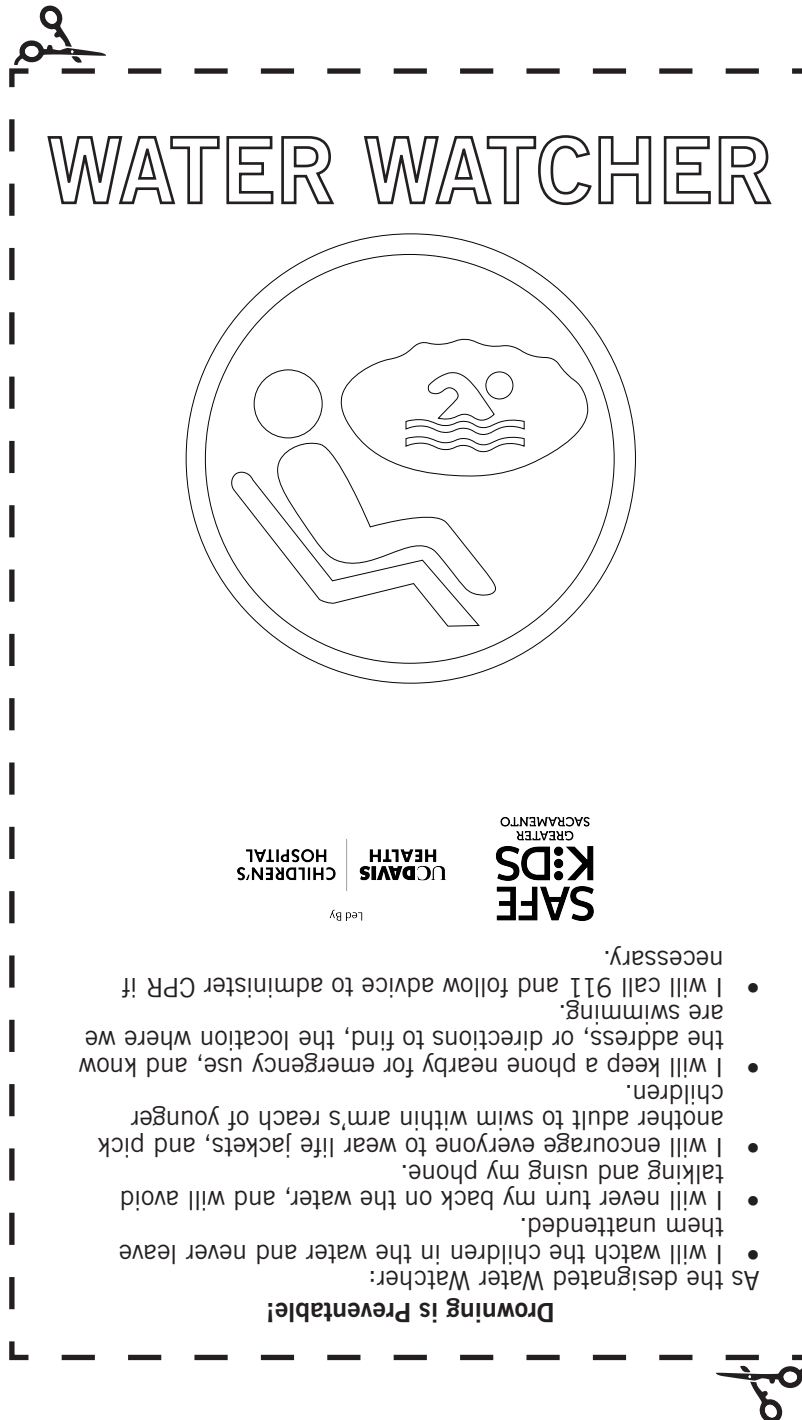 WATER WATCHER
Drowning is Preventable!
As the designated Water Watcher:
• I will watch the children in the water and never leave
them unattended.
• I will never turn my back on the water, and will avoid
talking and using my phone.
• I will encourage everyone to wear life jackets, and pick
another adult to swim within arm's reach of younger
children.
• I will keep a phone nearby for emergency use, and know
the address, or directions to find, the location where we
are swimming.
• I will call 911 and follow advice to administer CPR if
necessary.
SAFE
KIDS
GREATER
SACRAMENTO
Led By
UCDAVIS
HEALTH
CHILDREN'S
HOSPITAL